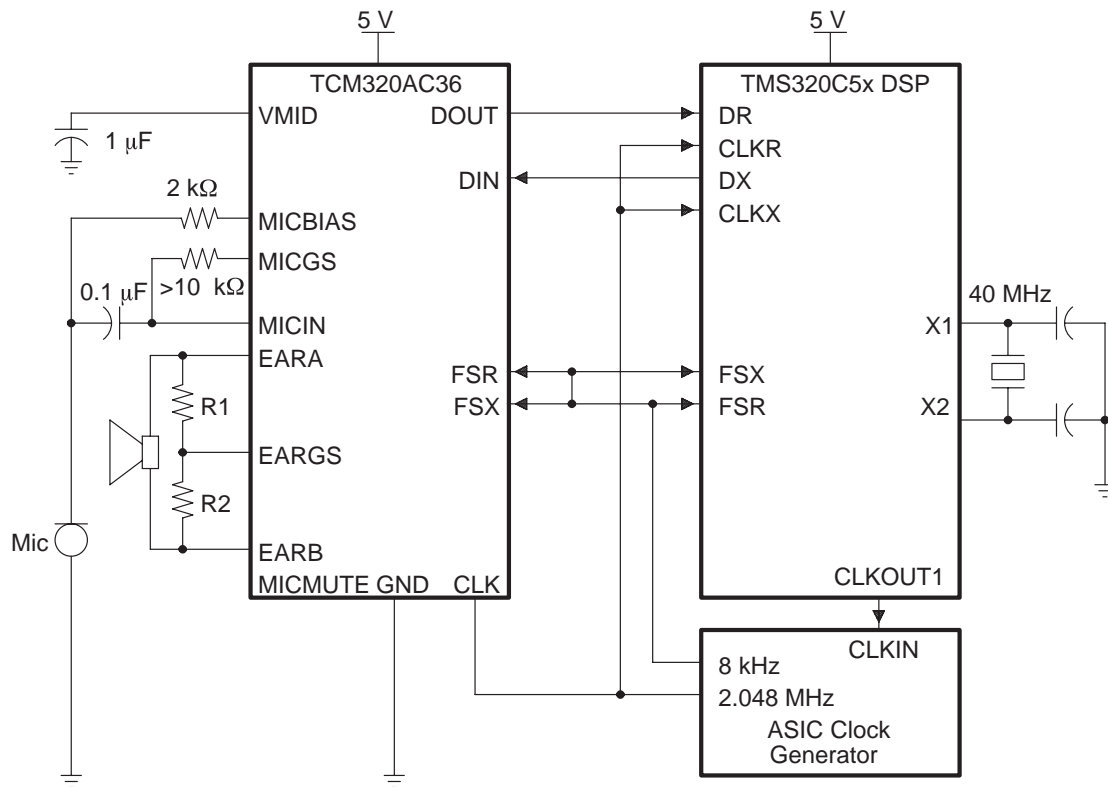 5 V
5 V
TCM320AC36
TMS320C5x DSP
VMID
DOUT
DR
1 μF
CLKR
DIN
DX
2 kΩ
CLKX
MICBIAS
MICGS
0.1 μF
>10 kΩ
40 MHz
MICIN
X1
EARA
FSR
FSX
R1
FSX
FSR
X2
EARGS
R2
Mic
EARB
MICMUTE GND CLK
CLKOUT1
CLKIN
8 kHz
2.048 MHz
ASIC Clock
Generator